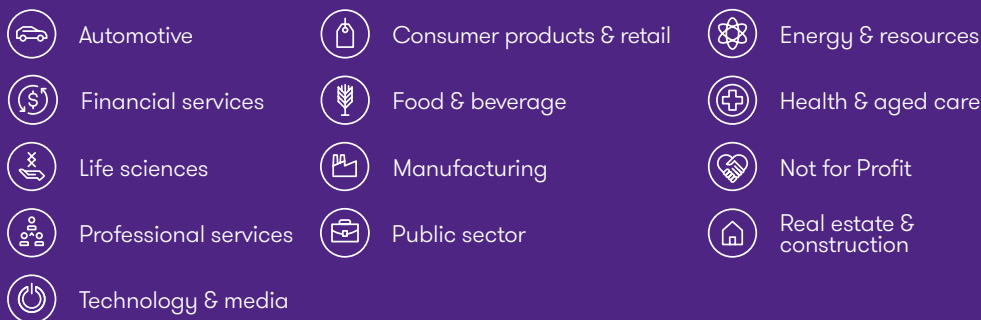 Automotive
Consumer products & retail
Energy & resources
Financial services
Food & beverage
Health & aged care
Life sciences
Manufacturing
Not for Profit
Professional services
Public sector
Real estate &
construction
Technology & media